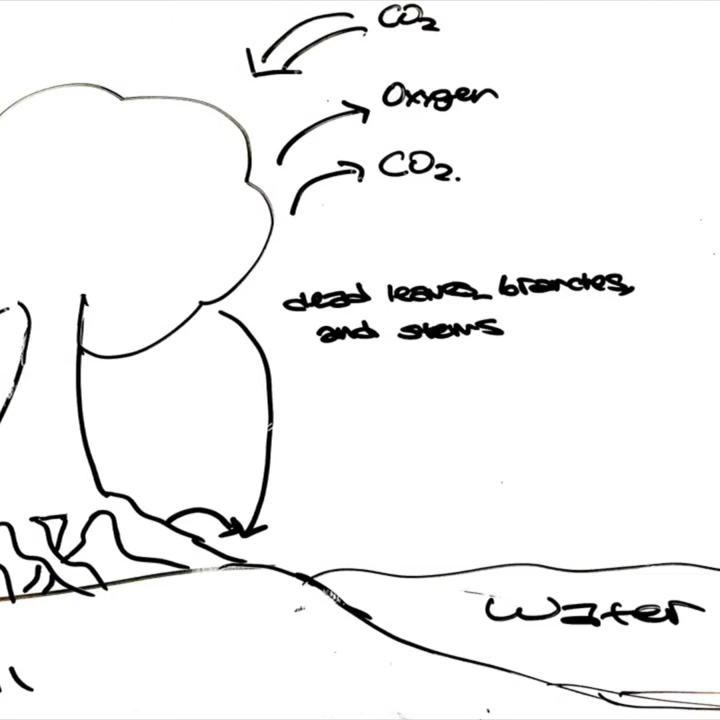 CO2
Oxygen
CO2.
dead leaves, branches,
and stems
Water